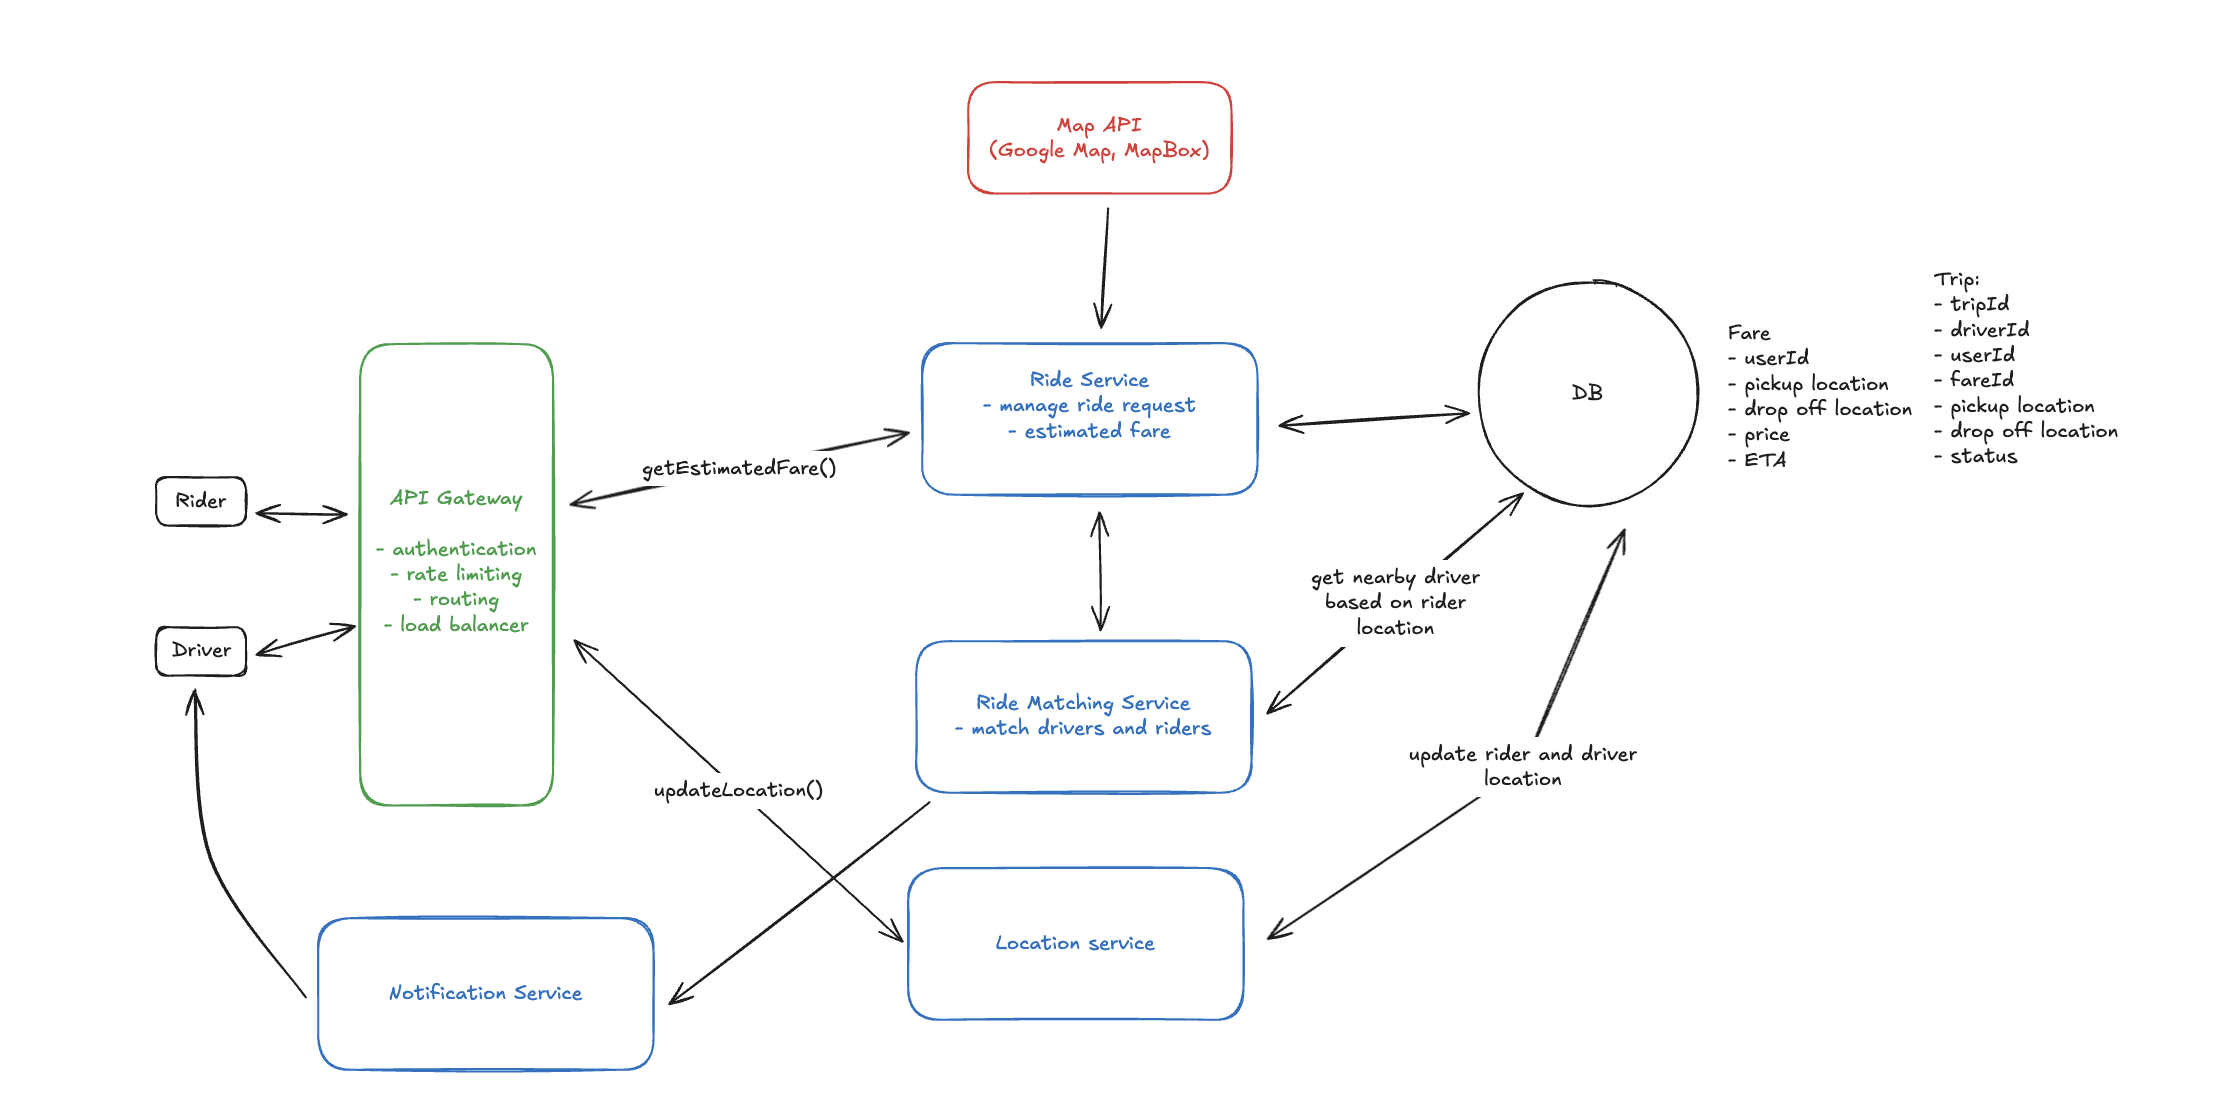 Map API
(Google Map, MapBox)
Trip:
- tripId
- driverId
- userId
- fareId
- pickup location
- drop off location
- status
Fare
- userId
- pickup location
- drop off location
- price
- ETA
DB
Ride Service
- manage ride request
- estimated fare
getEstimatedFare()
Rider
API Gateway
- authentication
- rate limiting
- routing
- load balancer
Driver
get nearby driver
based on rider
location
Ride Matching Service
- match drivers and riders
update rider and driver
location
updateLocation()
Location service
Notification Service